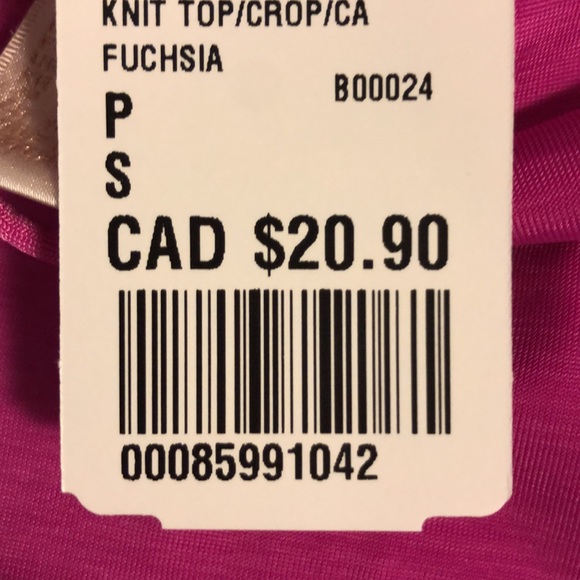 KNIT TOP/CROP/CA
FUCHSIA
B00024
P
S
CAD $20.90
00085991042